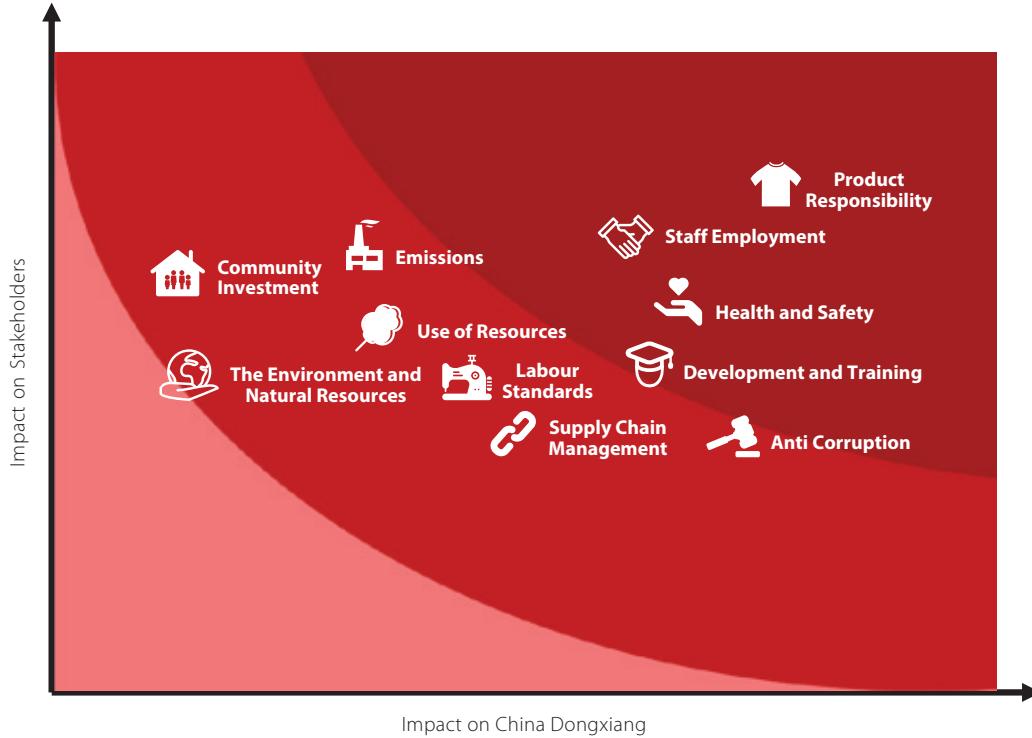 Impact on Stakeholders
Product
Responsibility
Staff Employment
Emissions
Community
Investment
Health and Safety
Use of Resources
The Environment and
Natural Resources
Labour
Standards
Development and Training
Supply Chain
Management
Anti Corruption
Impact on China Dongxiang